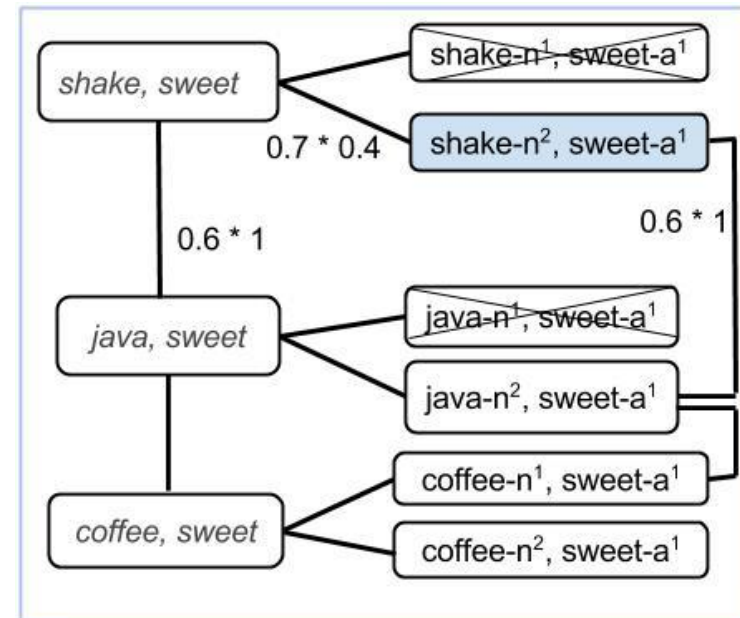 shake-n¹, sweet-a¹
shake, sweet
0.7 * 0.4
shake-n², sweet-a¹
0.6 * 1
0.6 * 1
java-n¹, sweet-a¹
java, sweet
java-n², sweet-a¹
coffee-n¹, sweet-a¹
coffee, sweet
coffee-n², sweet-a¹